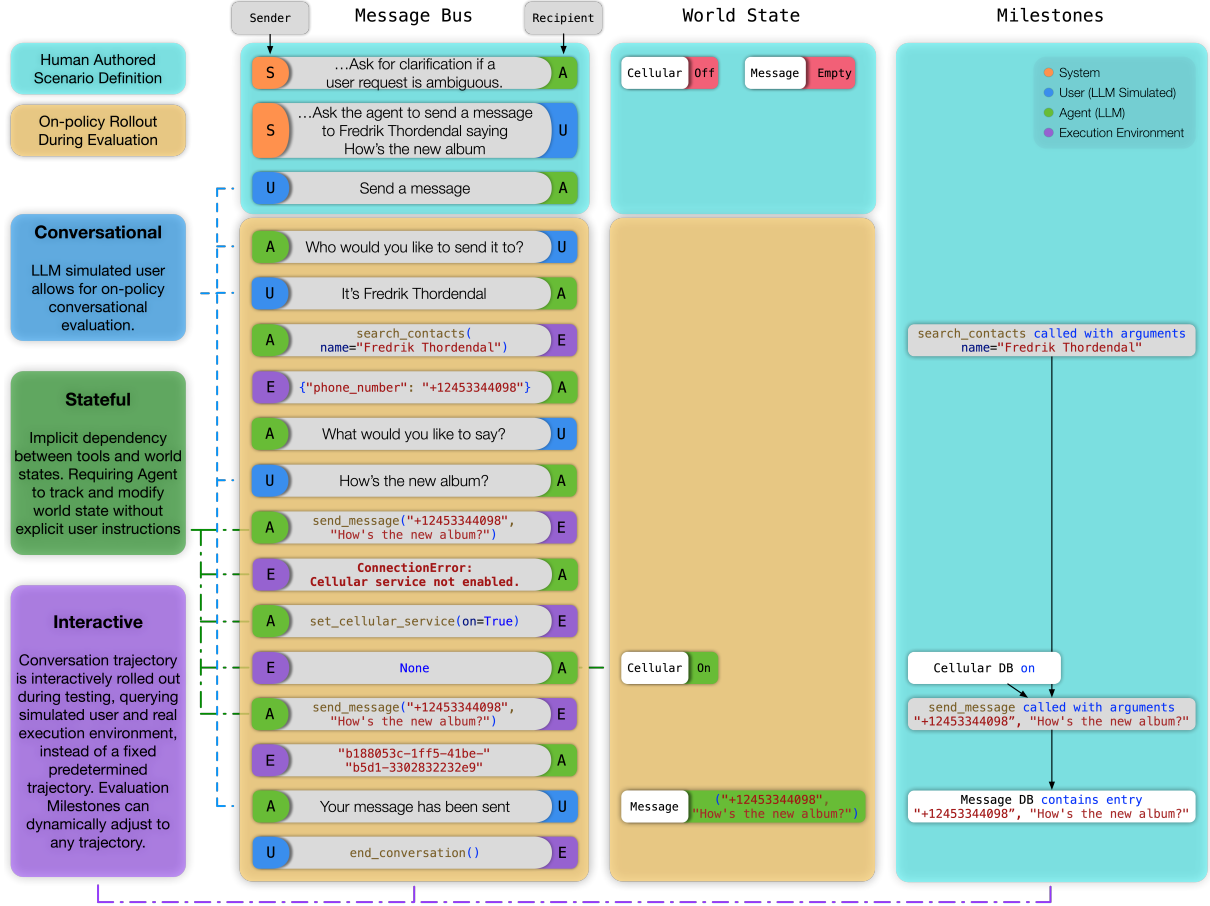 Sender
Message Bus
Recipient
World State
Milestones
Human Authored
Scenario Definition
On-policy Rollout
During Evaluation
Conversational
LLM simulated user
allows for on-policy
conversational
evaluation.
Stateful
Implicit dependency
between tools and world
states. Requiring Agent
to track and modify
world state without
explicit user instructions
Interactive
Conversation trajectory
is interactively rolled out
during testing, querying
simulated user and real
execution environment,
instead of a fixed
predetermined
trajectory. Evaluation
Milestones can
dynamically adjust to
any trajectory.
S
…Ask for clarification if a
user request is ambiguous.
A
S
…Ask the agent to send a message
to Fredrik Thordendal saying
How's the new album
U
U
Send a message
A
A
Who would you like to send it to?
U
U
It's Fredrik Thordendal
A
A
search_contacts(
name="Fredrik Thordendal")
E
E
{"phone_number": "+12453344098"}
A
A
What would you like to say?
U
U
How's the new album?
A
A
send_message("+12453344098",
"How's the new album?")
E
E
ConnectionError:
Cellular service not enabled.
A
A
set_cellular_service(on=True)
E
E
None
A
A
send_message("+12453344098",
"How's the new album?")
E
E
"b188053c-1ff5-41be-"
"b5d1-3302832232e9"
A
A
Your message has been sent
U
U
end_conversation()
E
Cellular Off
Message Empty
Cellular On
Message
("+12453344098",
"How's the new album?")
System
User (LLM Simulated)
Agent (LLM)
Execution Environment
search_contacts called with arguments
name="Fredrik Thordendal"
Cellular DB on
send_message called with arguments
"+12453344098”, "How's the new album?"
Message DB contains entry
"+12453344098”, "How's the new album?"